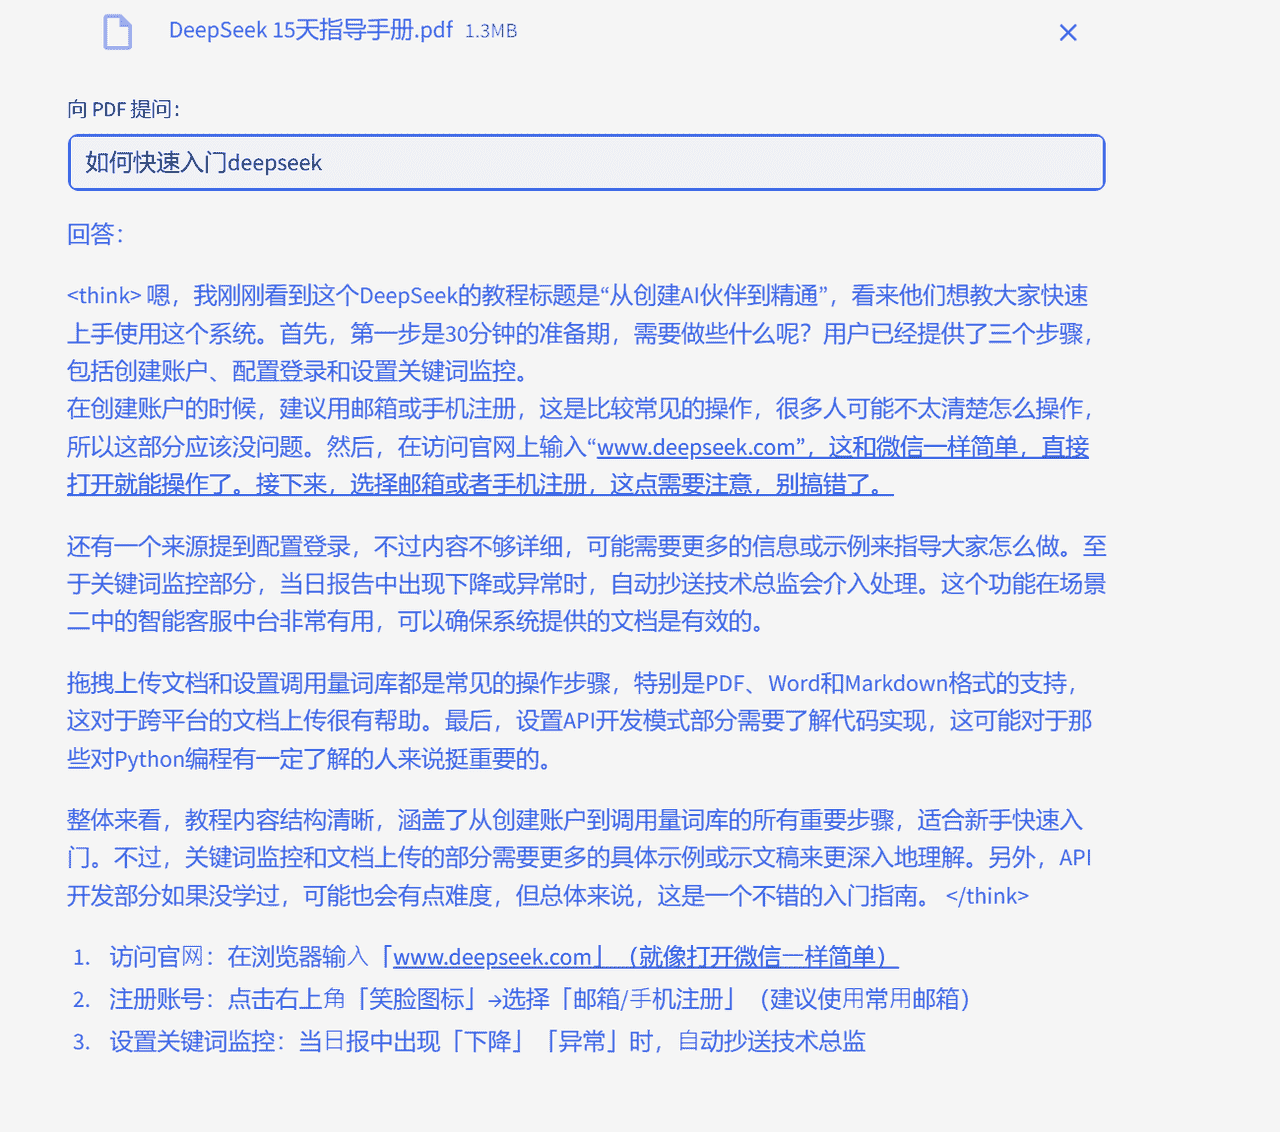 DeepSeek 15天指导手册.pdf 1.3MB
向 PDF 提问：
如何快速入门deepseek
回答：
<think> 嗯，我刚刚看到这个DeepSeek的教程标题是“从创建AI伙伴到精通”，看来他们想教大家快速
上手使用这个系统。首先，第一步是30分钟的准备期，需要做些什么呢？用户已经提供了三个步骤，
包括创建账户、配置登录和设置关键词监控。
在创建账户的时候，建议用邮箱或手机注册，这是比较常见的操作，很多人可能不太清楚怎么操作，
所以这部分应该没问题。然后，在访问官网上输入“www.deepseek.com”，这和微信一样简单，直接
打开就能操作了。接下来，选择邮箱或者手机注册，这点需要注意，别搞错了。
还有一个来源提到配置登录，不过内容不够详细，可能需要更多的信息或示例来指导大家怎么做。至
于关键词监控部分，当日报告中出现下降或异常时，自动抄送技术总监会介入处理。这个功能在场景
二中的智能客服中台非常有用，可以确保系统提供的文档是有效的。
拖拽上传文档和设置调用量词库都是常见的操作步骤，特别是PDF、Word和Markdown格式的支持，
这对于跨平台的文档上传很有帮助。最后，设置API开发模式部分需要了解代码实现，这可能对于那
些对Python编程有一定了解的人来说挺重要的。
整体来看，教程内容结构清晰，涵盖了从创建账户到调用量词库的所有重要步骤，适合新手快速入
门。不过，关键词监控和文档上传的部分需要更多的具体示例或示文稿来更深入地理解。另外，API
开发部分如果没学过，可能也会有点难度，但总体来说，这是一个不错的入门指南。 </think>
1. 访问官网：在浏览器输入「www.deepseek.com」（就像打开微信一样简单）
2. 注册账号：点击右上角「笑脸图标」→选择「邮箱/手机注册」（建议使用常用邮箱）
3. 设置关键词监控：当日报中出现「下降」「异常」时，自动抄送技术总监